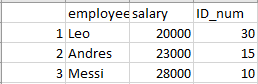 employee salary ID_num
1 Leo 20000 30
2 Andres 23000 15
3 Messi 28000 10